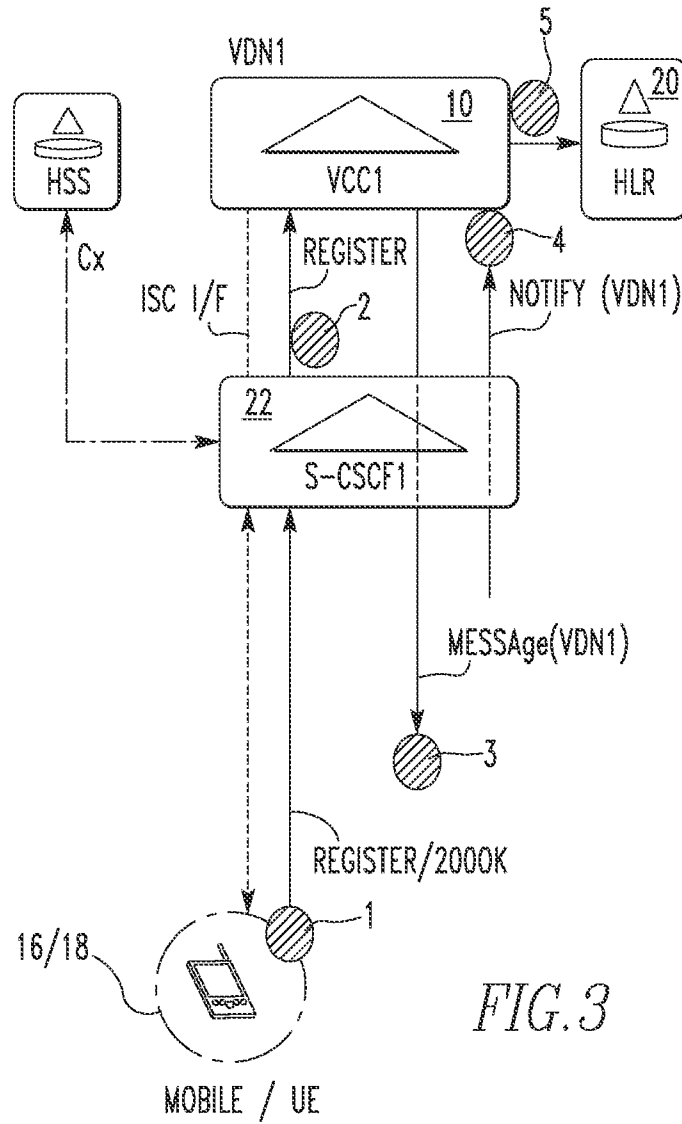 VDN1
5
10
VCC1
20
HLR
HSS
4
Cx
ISC I/F
REGISTER
2
NOTIFY (VDN1)
22
S-CSCF1
MESSAge(VDN1)
3
REGISTER/2000K
1
16/18
MOBILE / UE
FIG.3